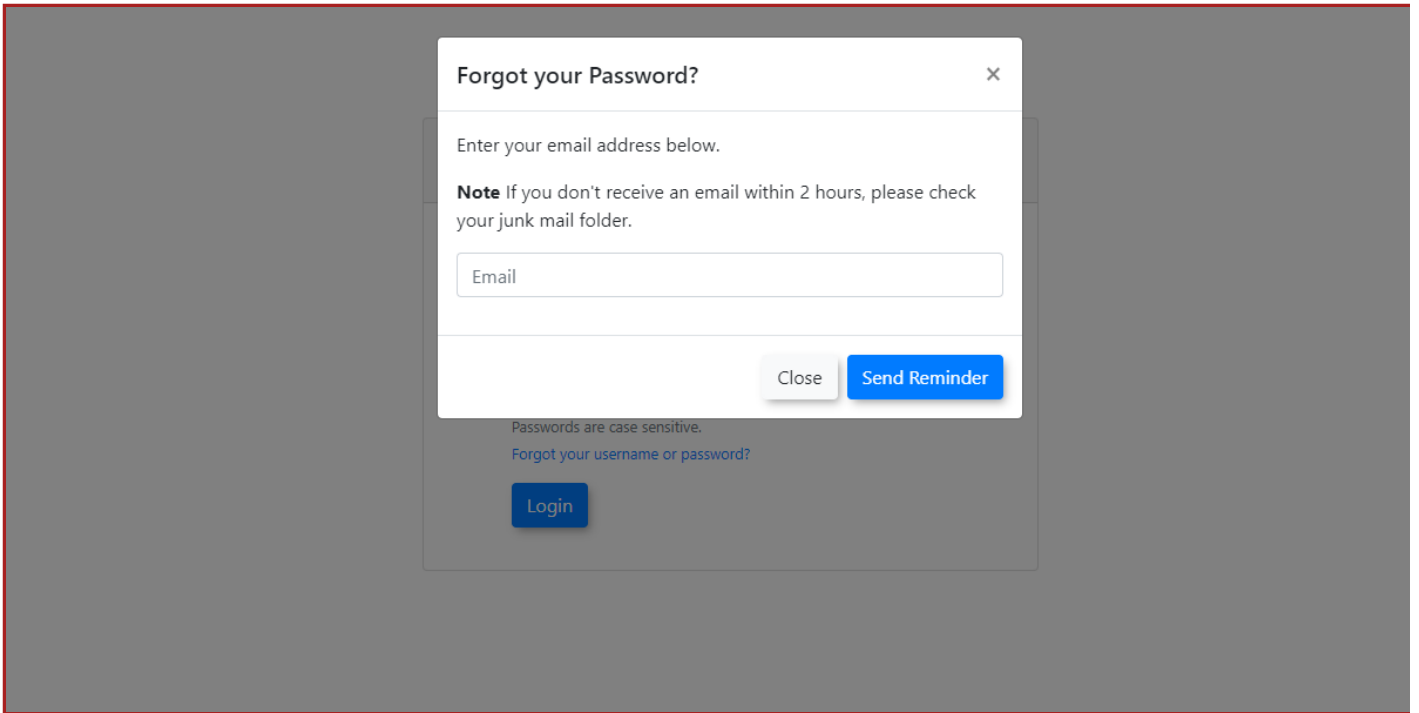 Forgot your Password?
×
Enter your email address below.
Note If you don't receive an email within 2 hours, please check
your junk mail folder.
Email
Close Send Reminder
Passwords are case sensitive.
Forgot your username or password?
Login